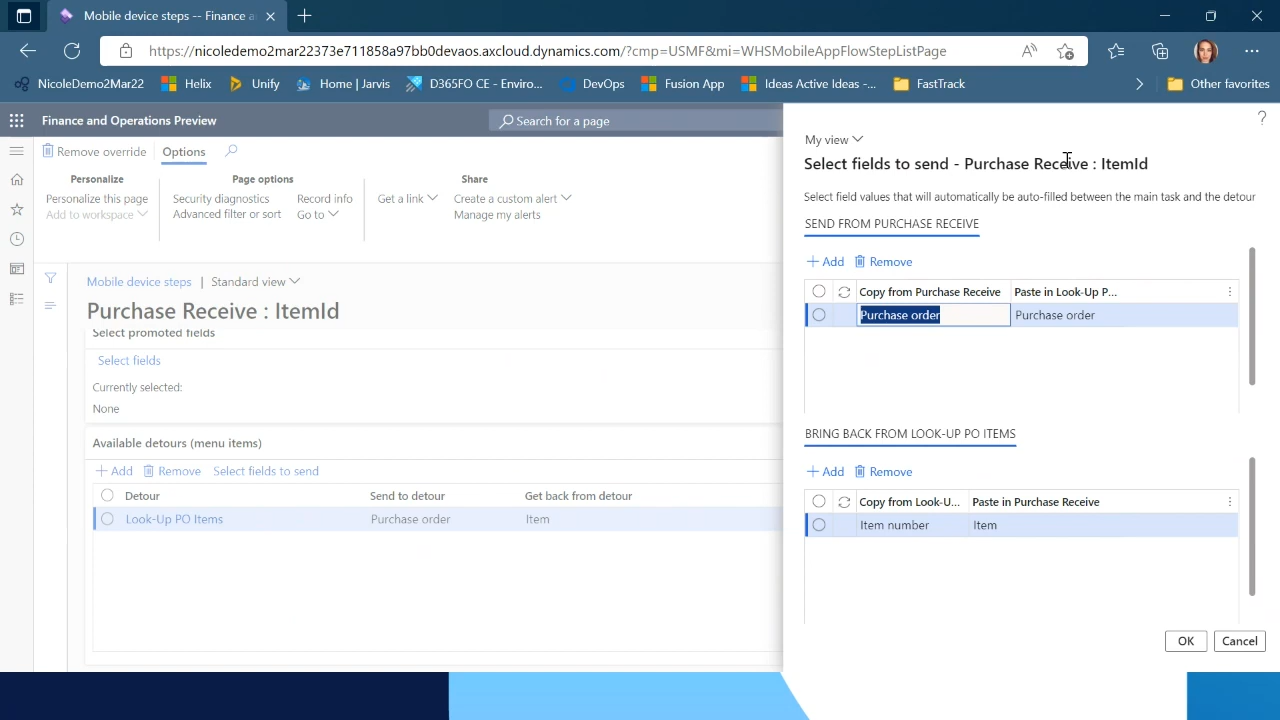 Mobile device steps -- Finance a
https://nicoledemo2mar22373e711858a97bb0devaos.axcloud.dynamics.com/?cmp=USMF&mi=WHSMobileAppFlowStepListPage
NicoleDemo2Mar22 Helix Unify Home | Jarvis D365FO CE - Enviro... DevOps Fusion App Ideas Active Ideas -... FastTrack Other favorites
Finance and Operations Preview
Search for a page
Remove override Options
Personalize Page options Share
Personalize this page Security diagnostics Record info Get a link Create a custom alert
Add to workspace Advanced filter or sort Go to Manage my alerts
Mobile device steps | Standard view
Purchase Receive : ItemId
Select promoted fields
Select fields
Currently selected:
None
Available detours (menu items)
+ Add Remove Select fields to send
Detour Send to detour Get back from detour
Look-Up PO Items Purchase order Item
?
My view
Select fields to send - Purchase Receive : ItemId
Select field values that will automatically be auto-filled between the main task and the detour
SEND FROM PURCHASE RECEIVE
+ Add Remove
Copy from Purchase Receive Paste in Look-Up P...
Purchase order Purchase order
BRING BACK FROM LOOK-UP PO ITEMS
+ Add Remove
Copy from Look-U... Paste in Purchase Receive
Item number Item
OK Cancel